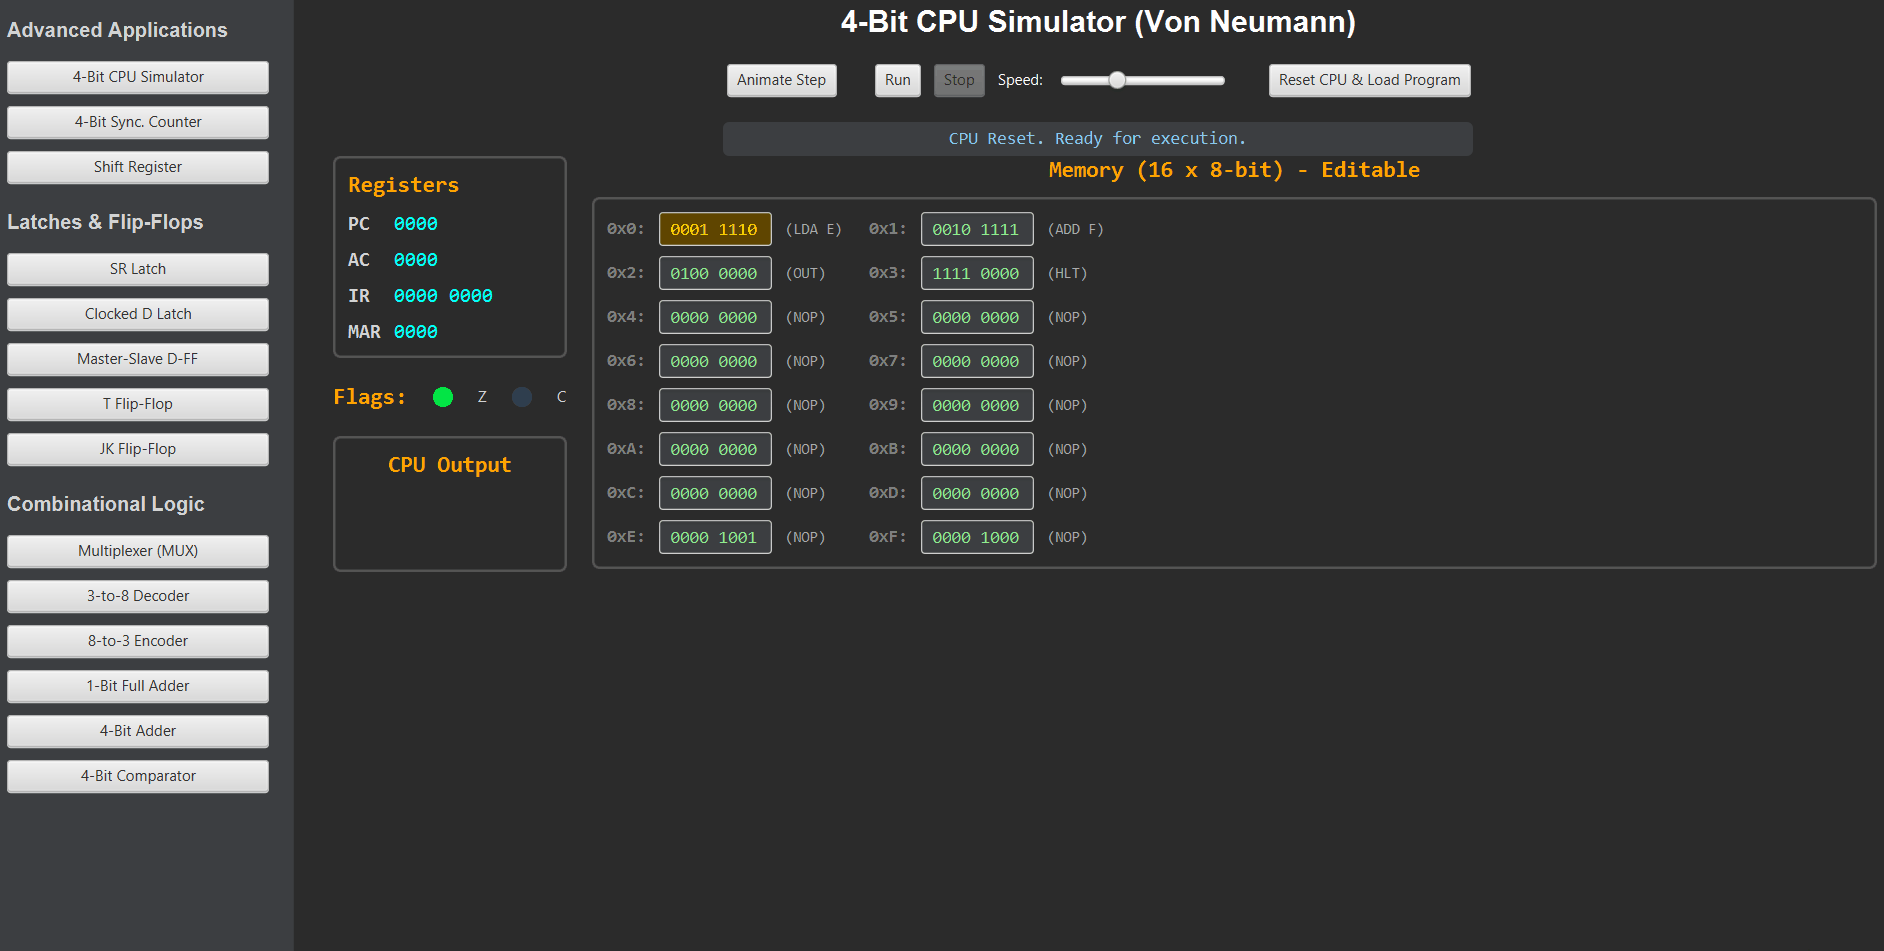 Advanced Applications
4-Bit CPU Simulator
4-Bit Sync. Counter
Shift Register
Latches & Flip-Flops
SR Latch
Clocked D Latch
Master-Slave D-FF
T Flip-Flop
JK Flip-Flop
Combinational Logic
Multiplexer (MUX)
3-to-8 Decoder
8-to-3 Encoder
1-Bit Full Adder
4-Bit Adder
4-Bit Comparator
4-Bit CPU Simulator (Von Neumann)
Animate Step Run Stop Speed: Reset CPU & Load Program
CPU Reset. Ready for execution.
Registers
PC 0000
AC 0000
IR 0000 0000
MAR 0000
Flags: Z C
CPU Output
Memory (16 x 8-bit) - Editable
0x0: 0001 1110 (LDA E) 0x1: 0010 1111 (ADD F)
0x2: 0100 0000 (OUT) 0x3: 1111 0000 (HLT)
0x4: 0000 0000 (NOP) 0x5: 0000 0000 (NOP)
0x6: 0000 0000 (NOP) 0x7: 0000 0000 (NOP)
0x8: 0000 0000 (NOP) 0x9: 0000 0000 (NOP)
0xA: 0000 0000 (NOP) 0xB: 0000 0000 (NOP)
0xC: 0000 0000 (NOP) 0xD: 0000 0000 (NOP)
0xE: 0000 1001 (NOP) 0xF: 0000 1000 (NOP)